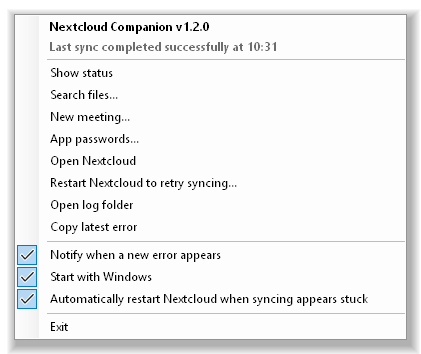 Nextcloud Companion v1.2.0
Last sync completed successfully at 10:31
Show status
Search files...
New meeting...
App passwords...
Open Nextcloud
Restart Nextcloud to retry syncing...
Open log folder
Copy latest error
Notify when a new error appears
Start with Windows
Automatically restart Nextcloud when syncing appears stuck
Exit